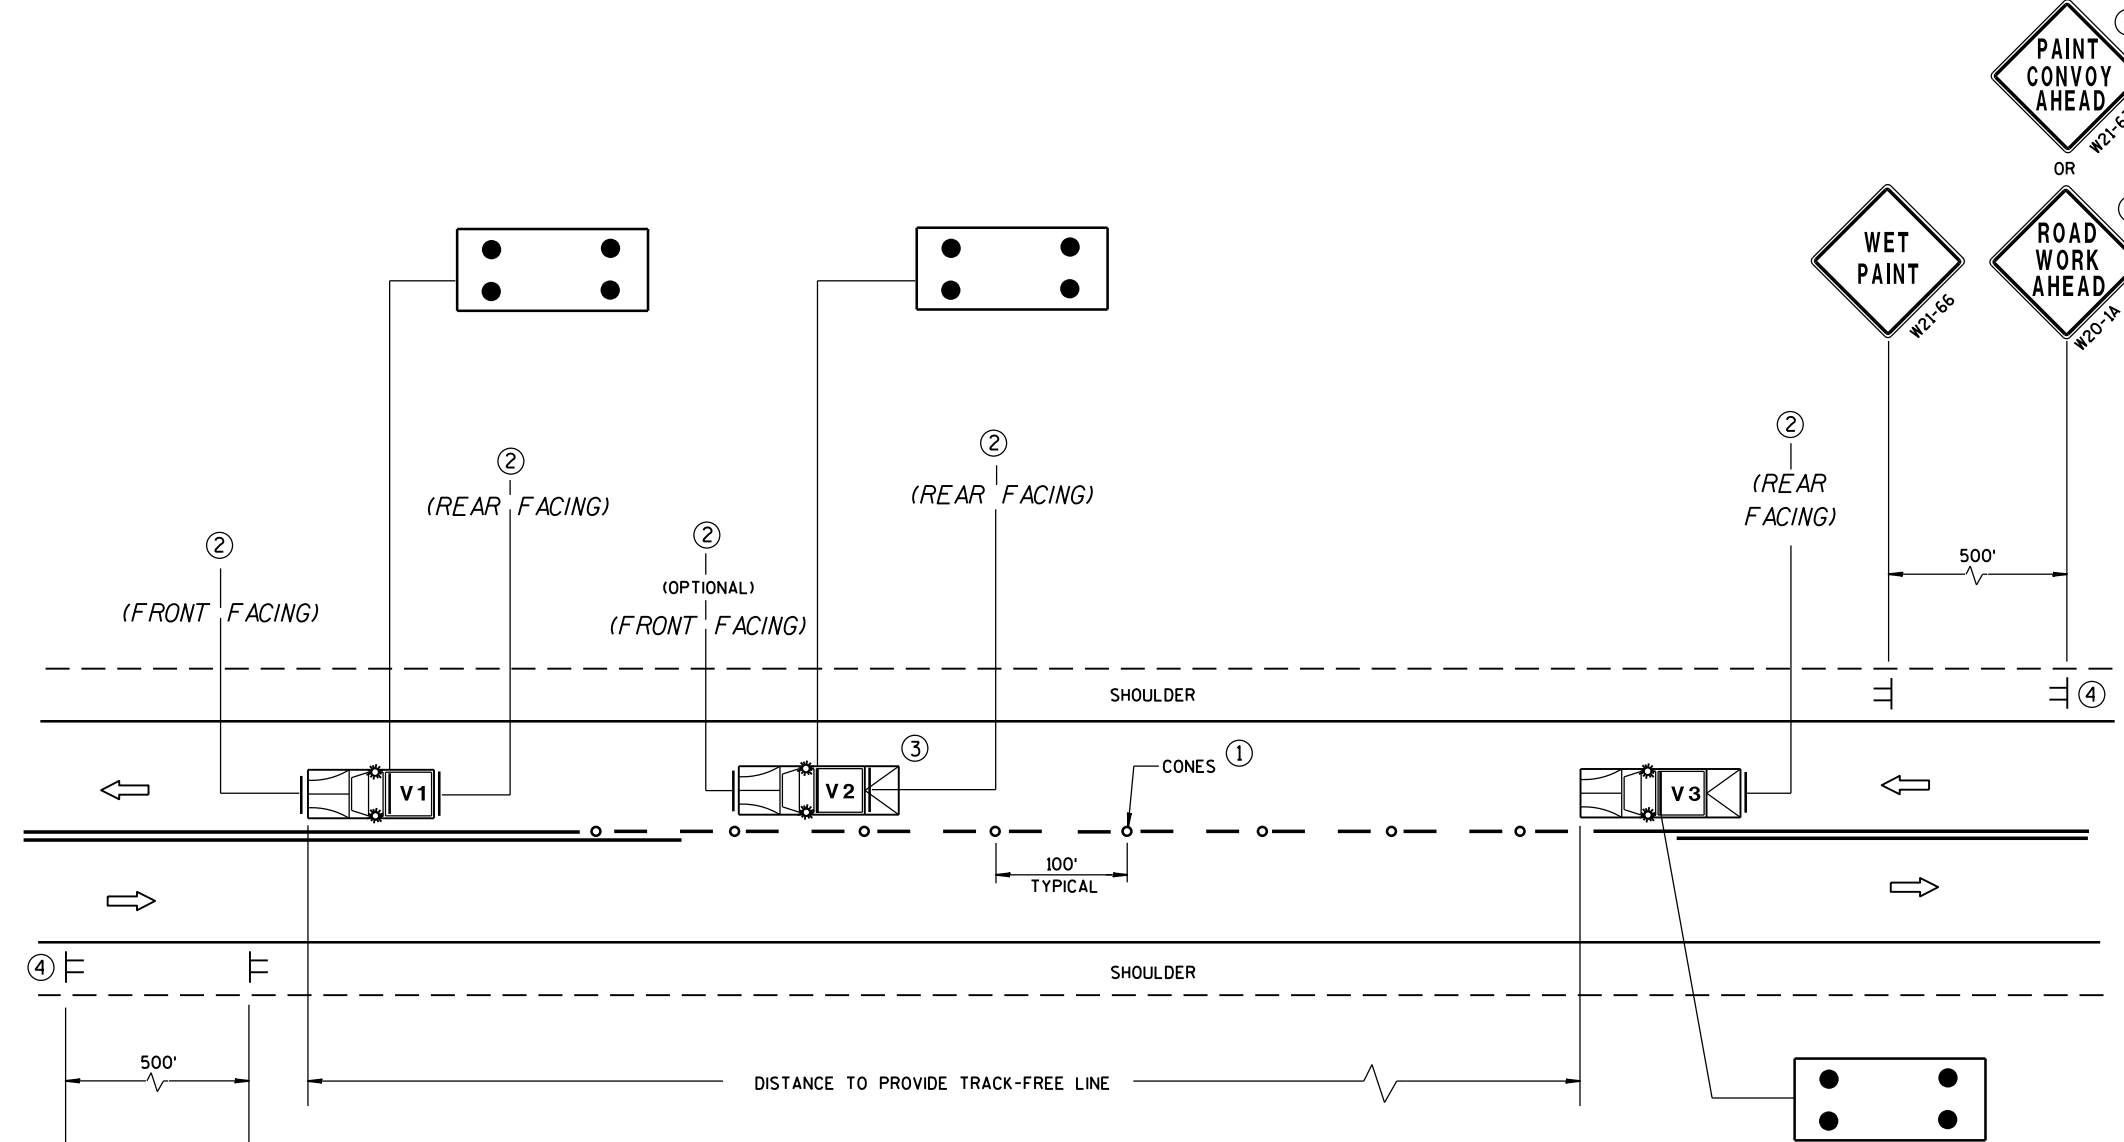 PAINT
CONVOY
AHEAD
OR
WET
PAINT
W21-66
ROAD
WORK
AHEAD
W20-1A
2
(REAR FACING)
2
(REAR FACING)
2
(REAR
FACING)
2
(FRONT FACING)
2
(OPTIONAL)
(FRONT FACING)
500'
SHOULDER
4
V1
V2
3
CONES
1
V3
100'
TYPICAL
4
SHOULDER
500'
DISTANCE TO PROVIDE TRACK-FREE LINE